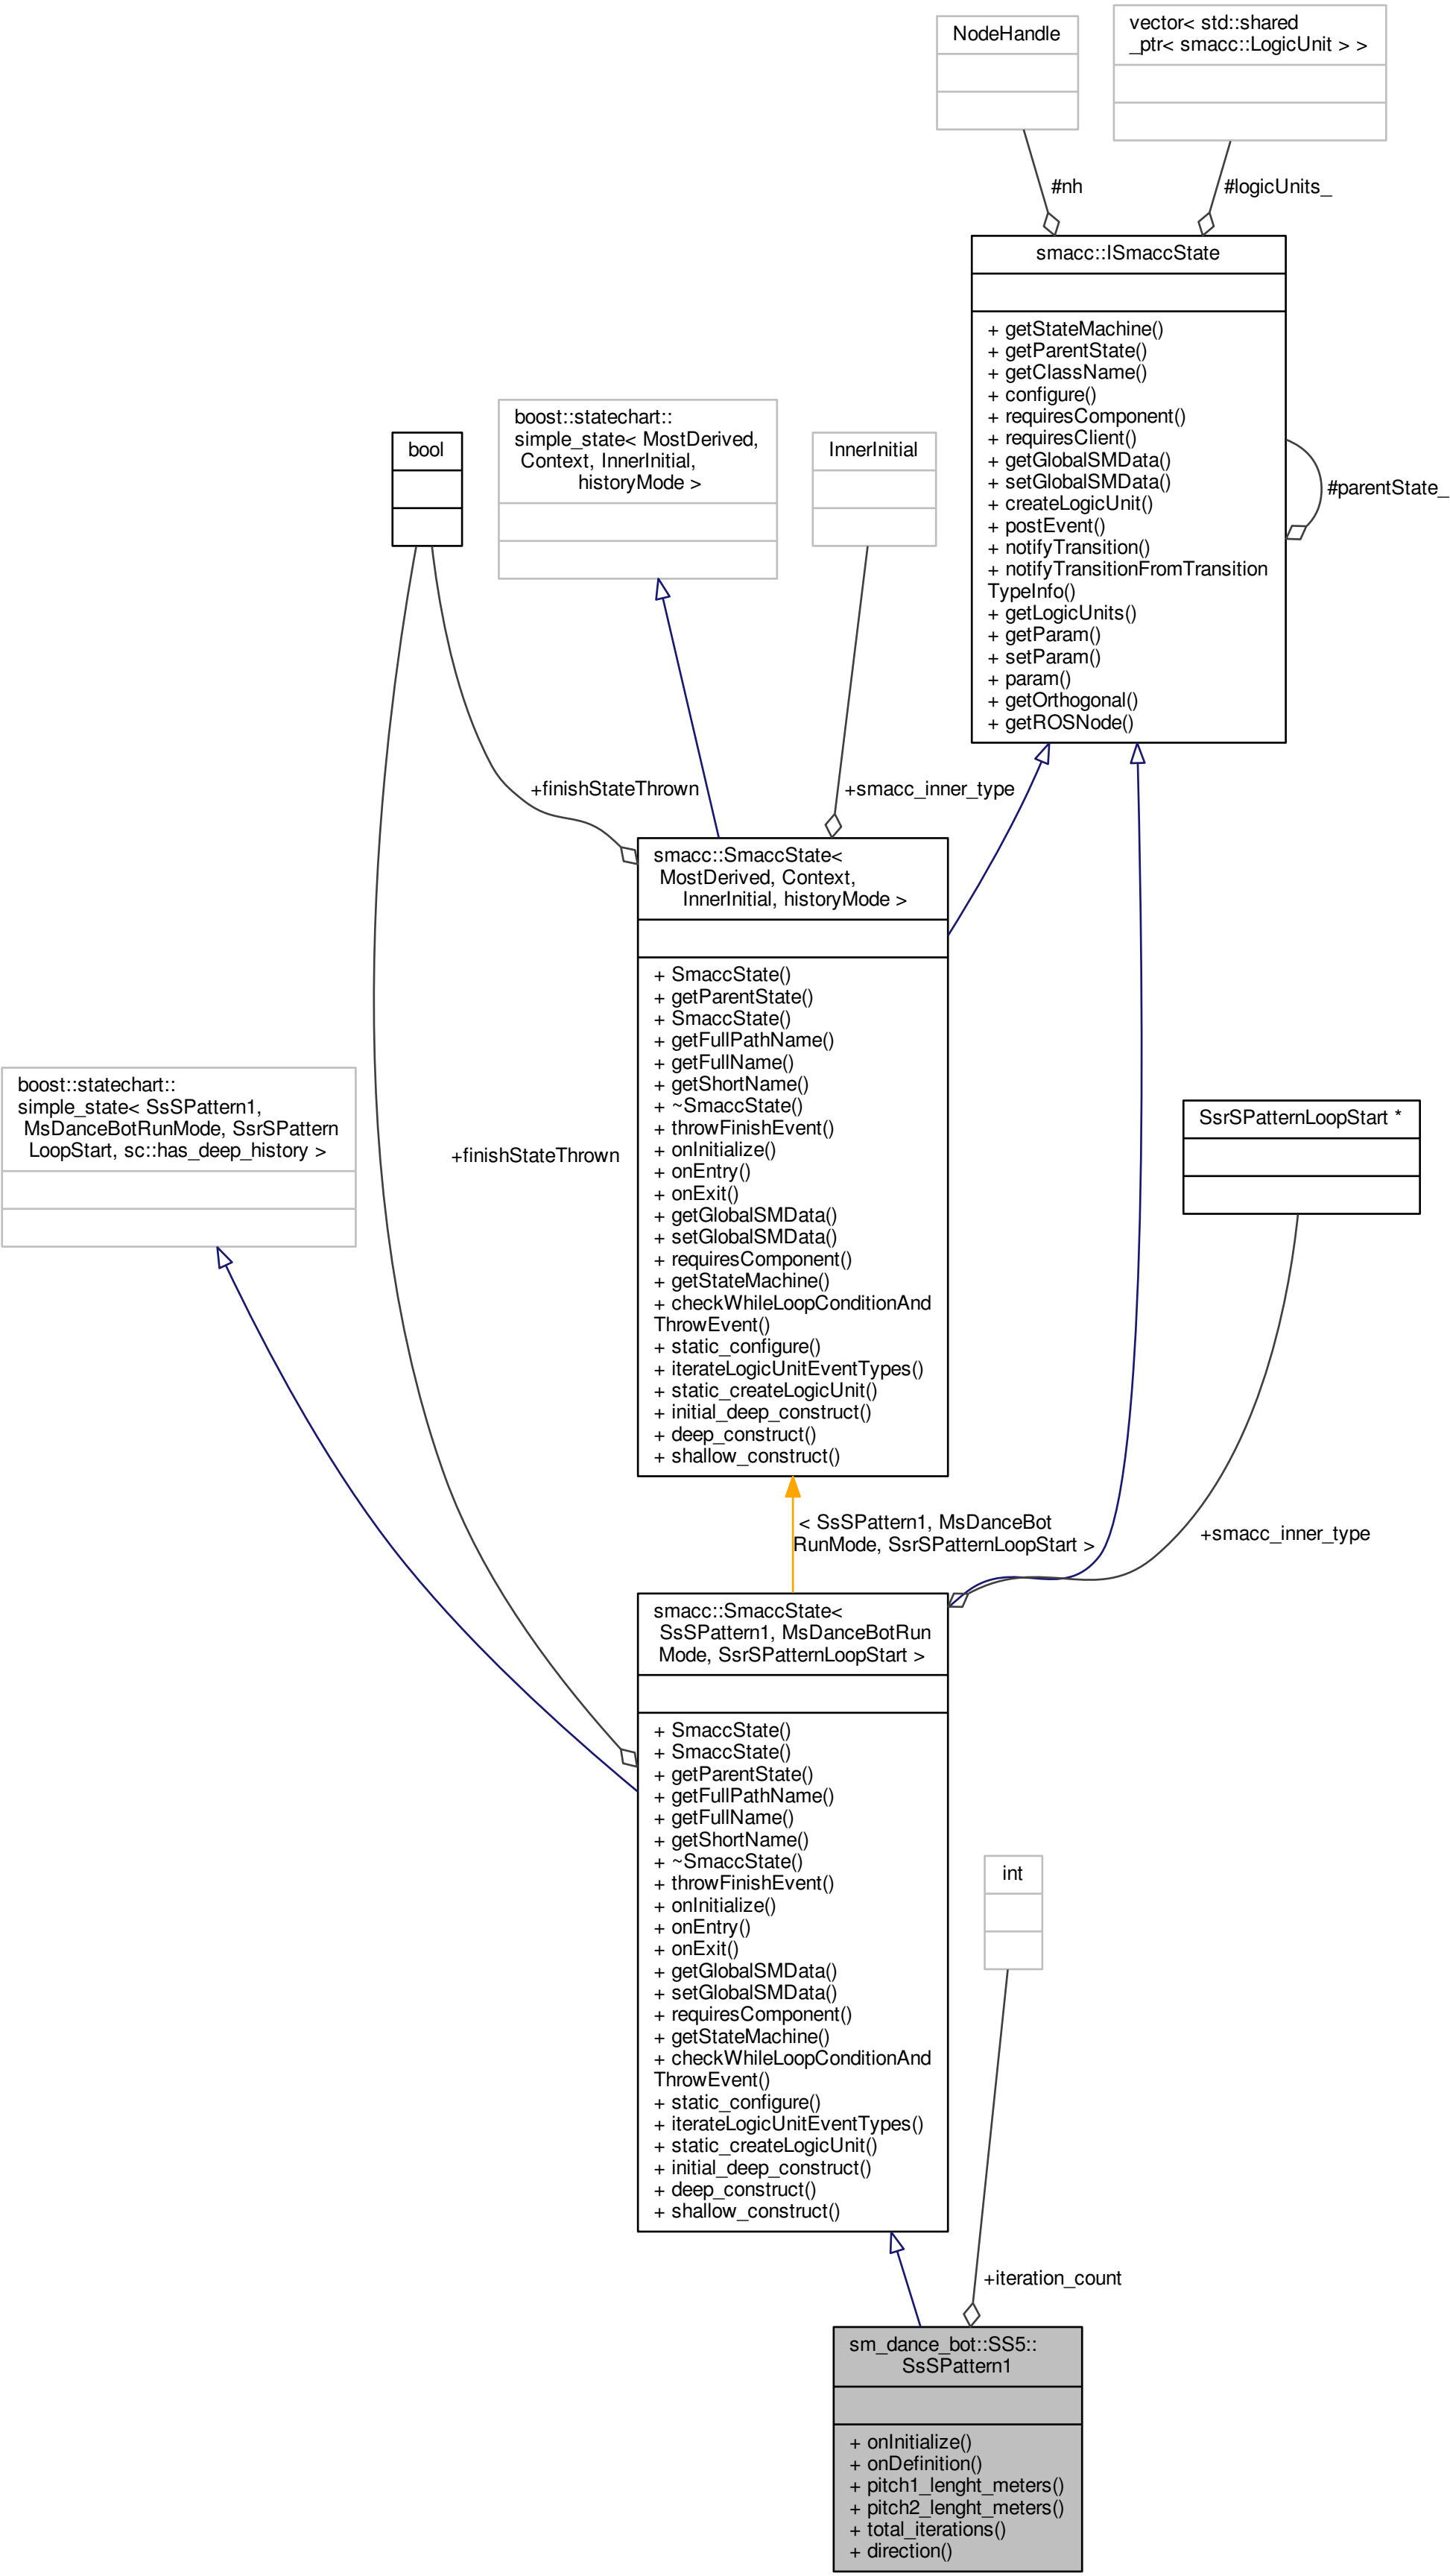 NodeHandle
vector< std::shared
_ptr< smacc::LogicUnit > >
#nh
#logicUnits_
smacc::ISmaccState
+ getStateMachine()
+ getParentState()
+ getClassName()
+ configure()
+ requiresComponent()
+ requiresClient()
+ getGlobalSMData()
+ setGlobalSMData()
+ createLogicUnit()
+ postEvent()
+ notifyTransition()
+ notifyTransitionFromTransition
TypeInfo()
+ getLogicUnits()
+ getParam()
+ setParam()
+ param()
+ getOrthogonal()
+ getROSNode()
#parentState_
bool
boost::statechart::
simple_state< MostDerived,
Context, InnerInitial,
historyMode >
InnerInitial
+finishStateThrown
+smacc_inner_type
smacc::SmaccState<
MostDerived, Context,
InnerInitial, historyMode >
+ SmaccState()
+ getParentState()
+ SmaccState()
+ getFullPathName()
+ getFullName()
+ getShortName()
+ ~SmaccState()
+ throwFinishEvent()
+ onInitialize()
+ onEntry()
+ onExit()
+ getGlobalSMData()
+ setGlobalSMData()
+ requiresComponent()
+ getStateMachine()
+ checkWhileLoopConditionAnd
ThrowEvent()
+ static_configure()
+ iterateLogicUnitEventTypes()
+ static_createLogicUnit()
+ initial_deep_construct()
+ deep_construct()
+ shallow_construct()
boost::statechart::
simple_state< SsSPattern1,
MsDanceBotRunMode, SsrSPattern
LoopStart, sc::has_deep_history >
+finishStateThrown
SsrSPatternLoopStart *
< SsSPattern1, MsDanceBot
RunMode, SsrSPatternLoopStart >
+smacc_inner_type
smacc::SmaccState<
SsSPattern1, MsDanceBotRun
Mode, SsrSPatternLoopStart >
+ SmaccState()
+ SmaccState()
+ getParentState()
+ getFullPathName()
+ getFullName()
+ getShortName()
+ ~SmaccState()
+ throwFinishEvent()
+ onInitialize()
+ onEntry()
+ onExit()
+ getGlobalSMData()
+ setGlobalSMData()
+ requiresComponent()
+ getStateMachine()
+ checkWhileLoopConditionAnd
ThrowEvent()
+ static_configure()
+ iterateLogicUnitEventTypes()
+ static_createLogicUnit()
+ initial_deep_construct()
+ deep_construct()
+ shallow_construct()
int
+iteration_count
sm_dance_bot::SS5::
SsSPattern1
+ onInitialize()
+ onDefinition()
+ pitch1_lenght_meters()
+ pitch2_lenght_meters()
+ total_iterations()
+ direction()